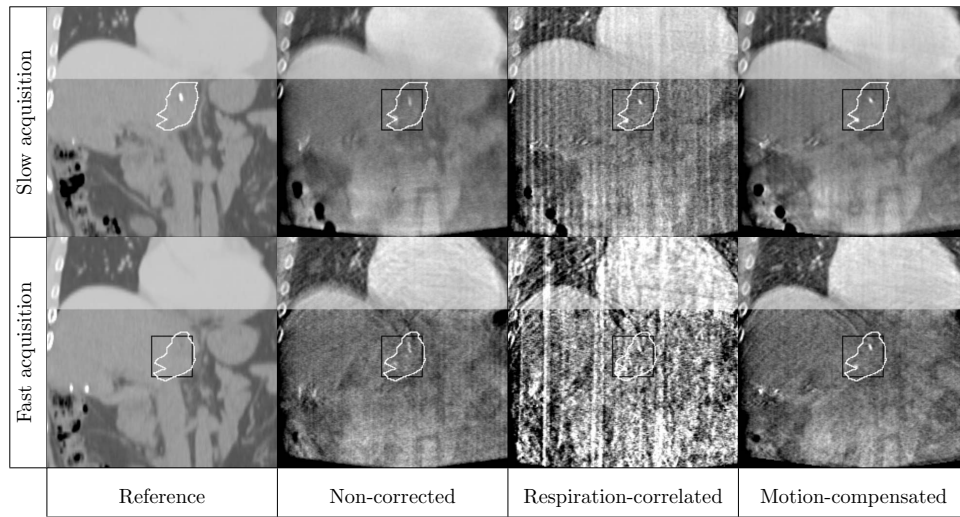 Slow acquisition
Fast acquisition
Reference
Non-corrected
Respiration-correlated
Motion-compensated